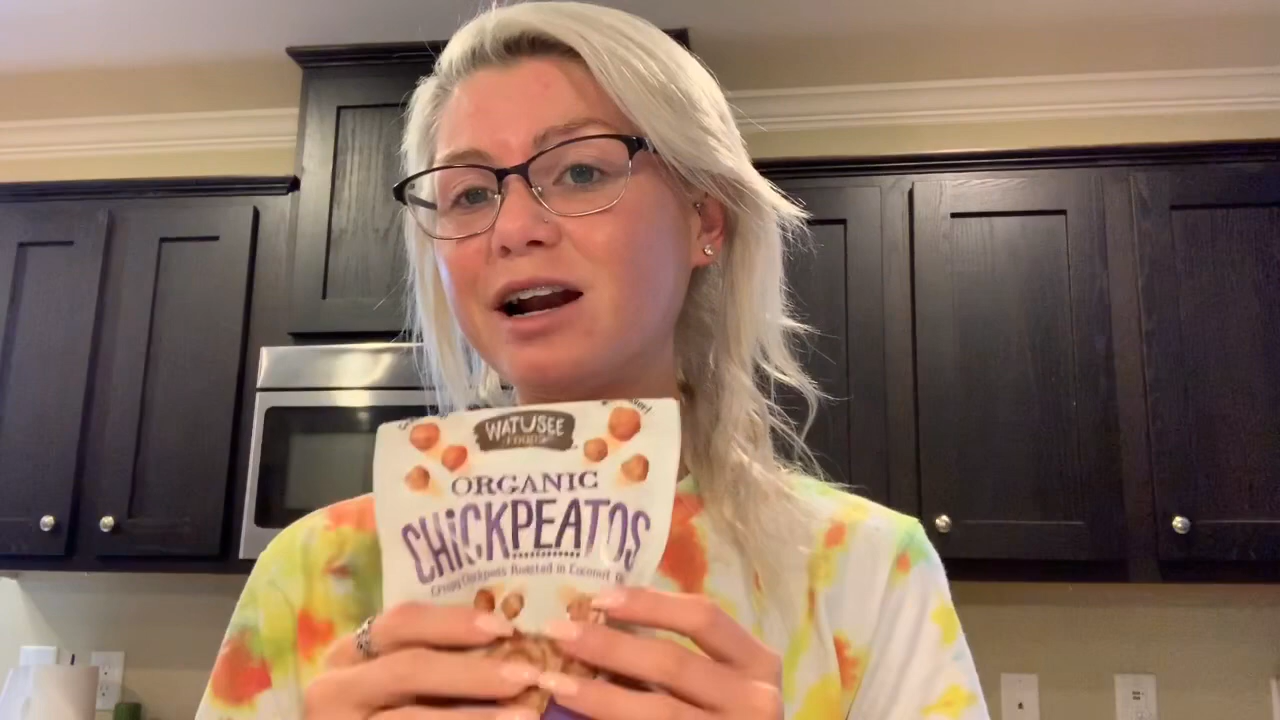 WATUSEE
FOODS
ORGANIC
CHiCKPEATOS
Crispy Chickpeas Roasted in Coconut